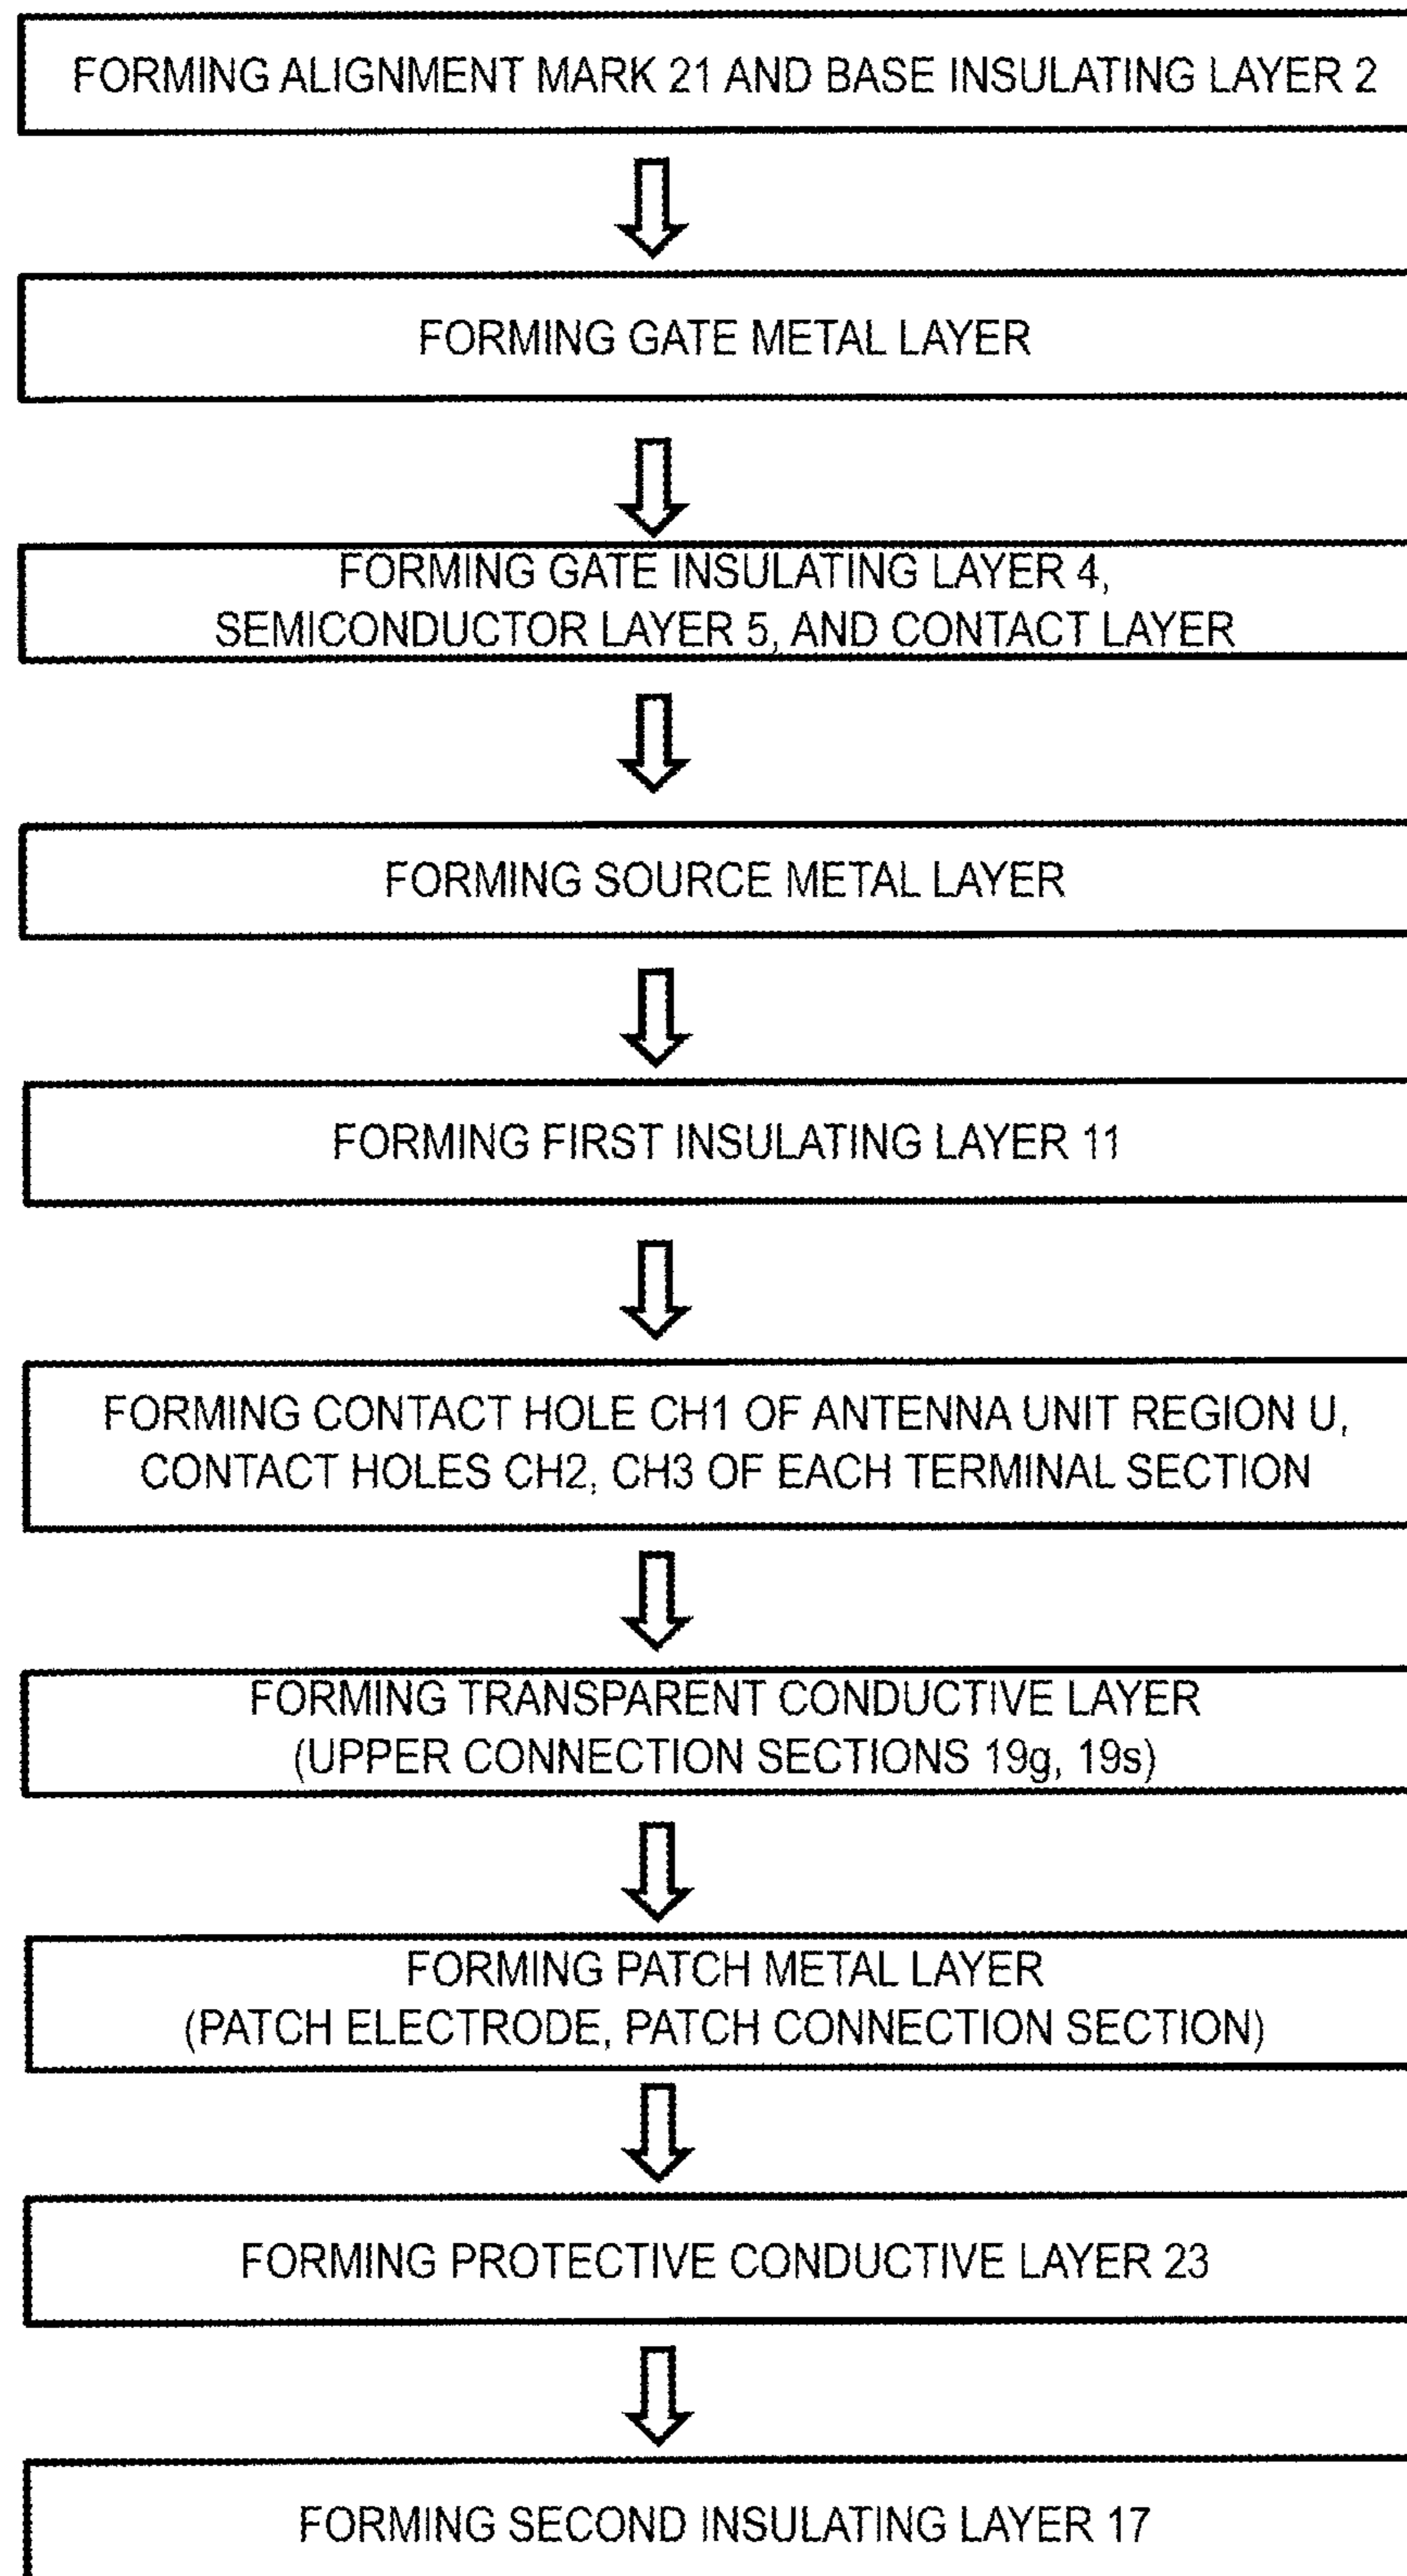 FORMING ALIGNMENT MARK 21 AND BASE INSULATING LAYER 2
FORMING GATE METAL LAYER
FORMING GATE INSULATING LAYER 4,
SEMICONDUCTOR LAYER 5, AND CONTACT LAYER
FORMING SOURCE METAL LAYER
FORMING FIRST INSULATING LAYER 11
FORMING CONTACT HOLE CH1 OF ANTENNA UNIT REGION U,
CONTACT HOLES CH2, CH3 OF EACH TERMINAL SECTION
FORMING TRANSPARENT CONDUCTIVE LAYER
(UPPER CONNECTION SECTIONS 19g, 19s)
FORMING PATCH METAL LAYER
(PATCH ELECTRODE, PATCH CONNECTION SECTION)
FORMING PROTECTIVE CONDUCTIVE LAYER 23
FORMING SECOND INSULATING LAYER 17